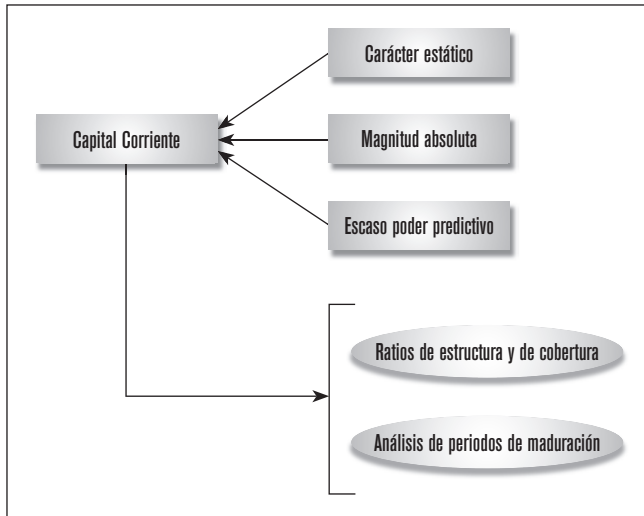 Carácter estático
Capital Corriente
Magnitud absoluta
Escaso poder predictivo
Ratios de estructura y de cobertura
Análisis de periodos de maduración